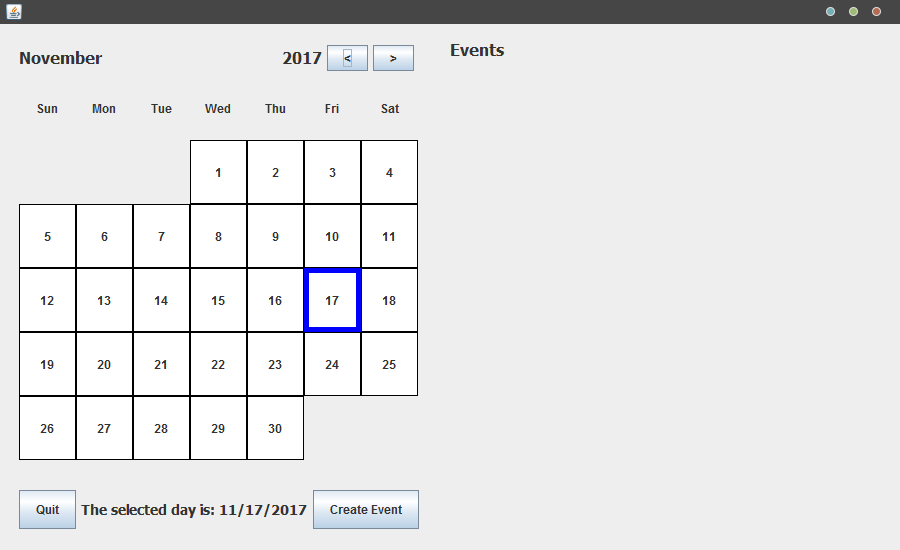 November 2017 < > Events
Sun Mon Tue Wed Thu Fri Sat
1 2 3 4
5 6 7 8 9 10 11
12 13 14 15 16 17 18
19 20 21 22 23 24 25
26 27 28 29 30
Quit The selected day is: 11/17/2017 Create Event